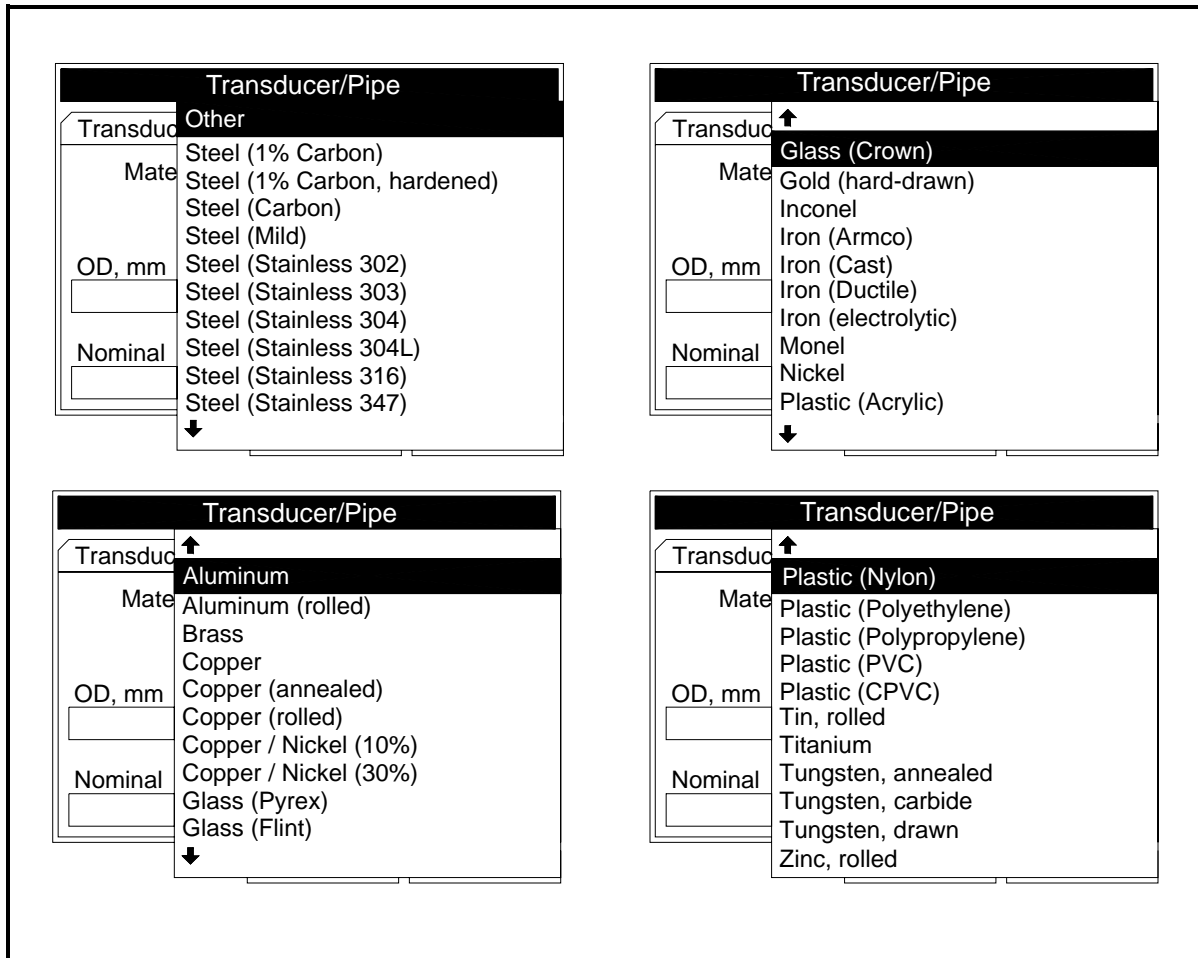 Transducer/Pipe
Transduc
Mate
OD, mm
Nominal
Other
Steel (1% Carbon)
Steel (1% Carbon, hardened)
Steel (Carbon)
Steel (Mild)
Steel (Stainless 302)
Steel (Stainless 303)
Steel (Stainless 304)
Steel (Stainless 304L)
Steel (Stainless 316)
Steel (Stainless 347)
Transducer/Pipe
Transduc
Mate
OD, mm
Nominal
Glass (Crown)
Gold (hard-drawn)
Inconel
Iron (Armco)
Iron (Cast)
Iron (Ductile)
Iron (electrolytic)
Monel
Nickel
Plastic (Acrylic)
Transducer/Pipe
Transduc
Mate
OD, mm
Nominal
Aluminum
Aluminum (rolled)
Brass
Copper
Copper (annealed)
Copper (rolled)
Copper / Nickel (10%)
Copper / Nickel (30%)
Glass (Pyrex)
Glass (Flint)
Transducer/Pipe
Transduc
Mate
OD, mm
Nominal
Plastic (Nylon)
Plastic (Polyethylene)
Plastic (Polypropylene)
Plastic (PVC)
Plastic (CPVC)
Tin, rolled
Titanium
Tungsten, annealed
Tungsten, carbide
Tungsten, drawn
Zinc, rolled